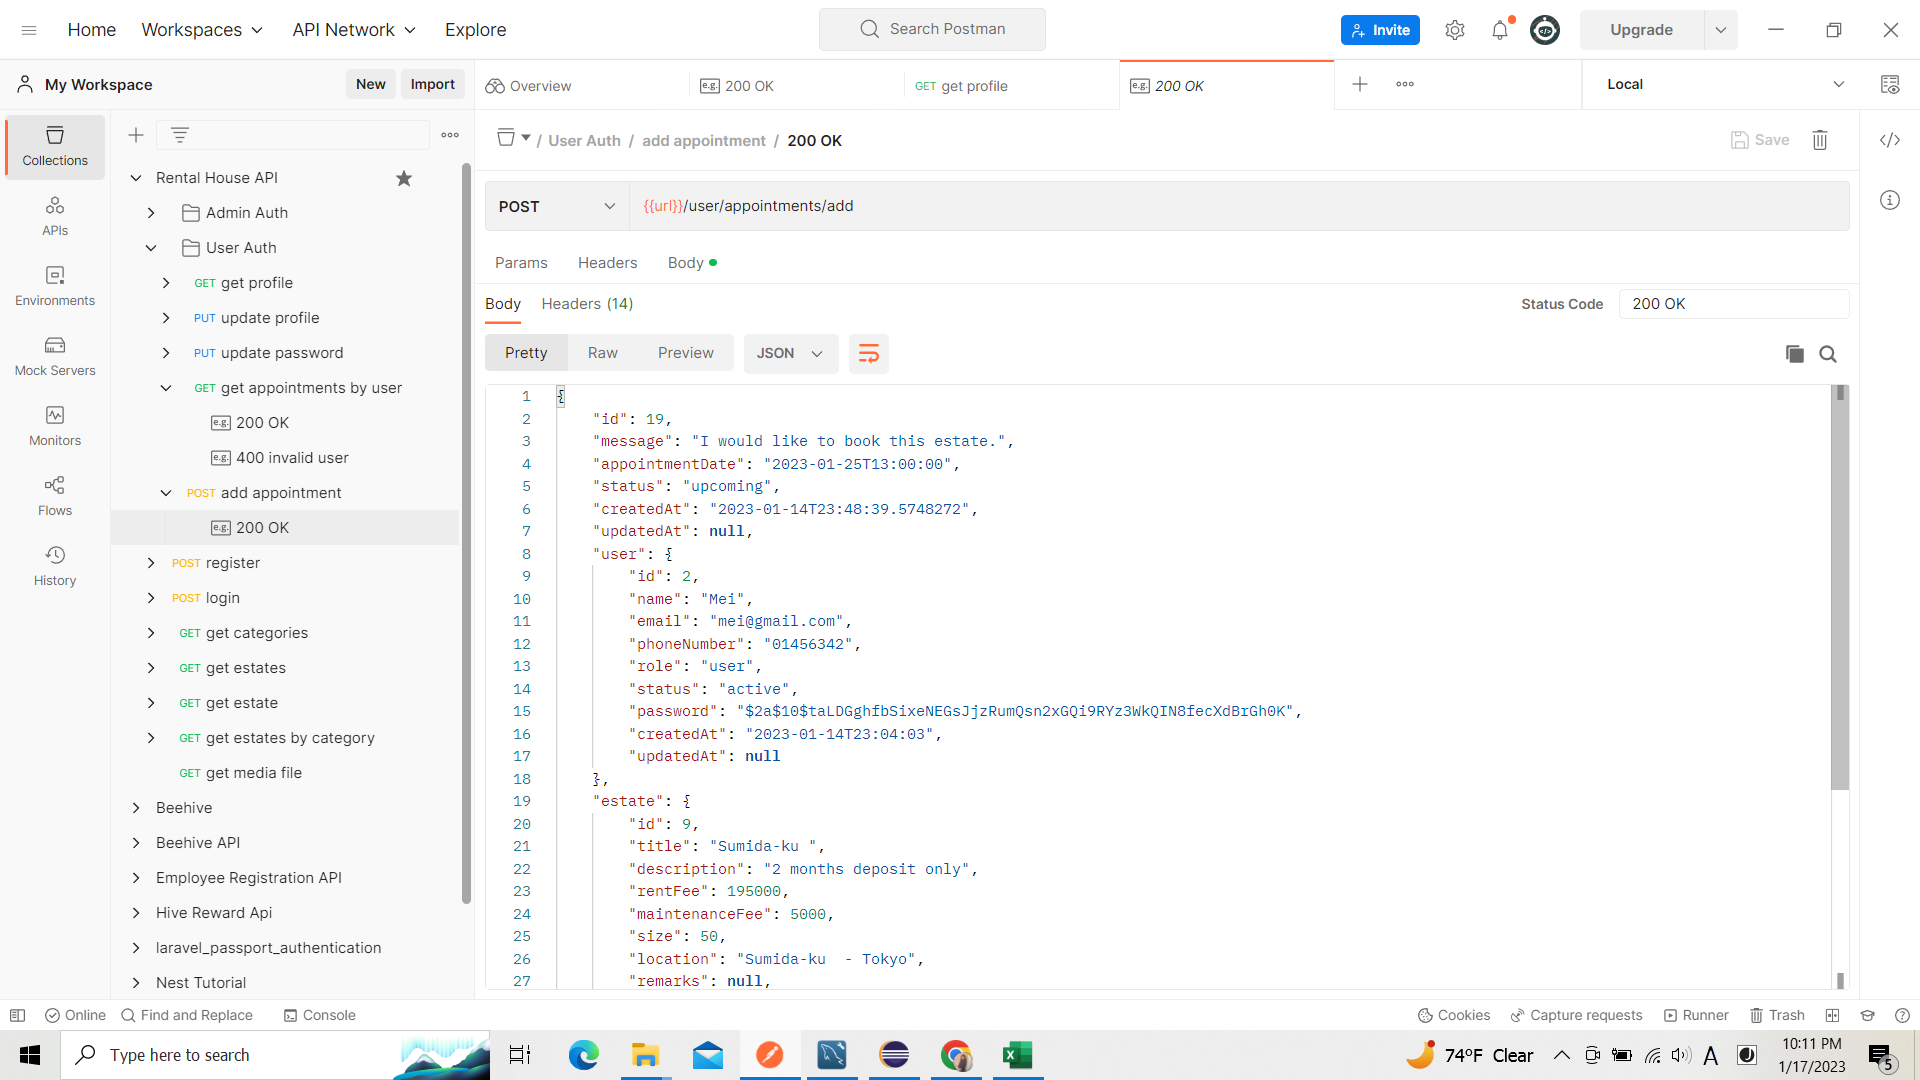 Home Workspaces API Network Explore
Search Postman
Invite
Upgrade
My Workspace
New
Import
Overview
e.g. 200 OK
GET get profile
e.g. 200 OK
Local
Collections
APIs
Environments
Mock Servers
Monitors
Flows
History
Rental House API
Admin Auth
User Auth
GET get profile
PUT update profile
PUT update password
GET get appointments by user
e.g. 200 OK
e.g. 400 invalid user
POST add appointment
e.g. 200 OK
POST register
POST login
GET get categories
GET get estates
GET get estate
GET get estates by category
GET get media file
Beehive
Beehive API
Employee Registration API
Hive Reward Api
laravel_passport_authentication
Nest Tutorial
/ User Auth / add appointment / 200 OK
Save
POST
{{url}}/user/appointments/add
Params Headers Body
Body Headers (14)
Status Code 200 OK
Pretty Raw Preview JSON
1 {
2 "id": 19,
3 "message": "I would like to book this estate.",
4 "appointmentDate": "2023-01-25T13:00:00",
5 "status": "upcoming",
6 "createdAt": "2023-01-14T23:48:39.5748272",
7 "updatedAt": null,
8 "user": {
9 "id": 2,
10 "name": "Mei",
11 "email": "mei@gmail.com",
12 "phoneNumber": "01456342",
13 "role": "user",
14 "status": "active",
15 "password": "$2a$10$taLDGghfbSixeNEGsJjzRumQsn2xGQi9RYz3WkQIN8fecXdBrGh0K",
16 "createdAt": "2023-01-14T23:04:03",
17 "updatedAt": null
18 },
19 "estate": {
20 "id": 9,
21 "title": "Sumida-ku ",
22 "description": "2 months deposit only",
23 "rentFee": 195000,
24 "maintenanceFee": 5000,
25 "size": 50,
26 "location": "Sumida-ku  - Tokyo",
27 "remarks": null,
Online
Find and Replace
Console
Cookies
Capture requests
Runner
Trash
Type here to search
74°F Clear
A
10:11 PM
1/17/2023
5